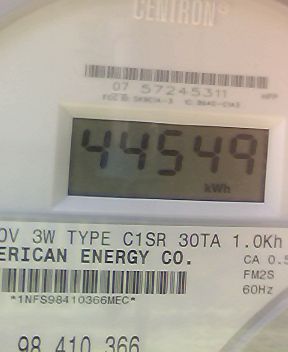 CENTRON®
07 57245311
44549
kWh
0V 3W TYPE C1SR 30TA 1.0Kh
ERICAN ENERGY CO.
CA 0.5
FM2S
*1NFS98410366MEC*
60Hz
98 410 366